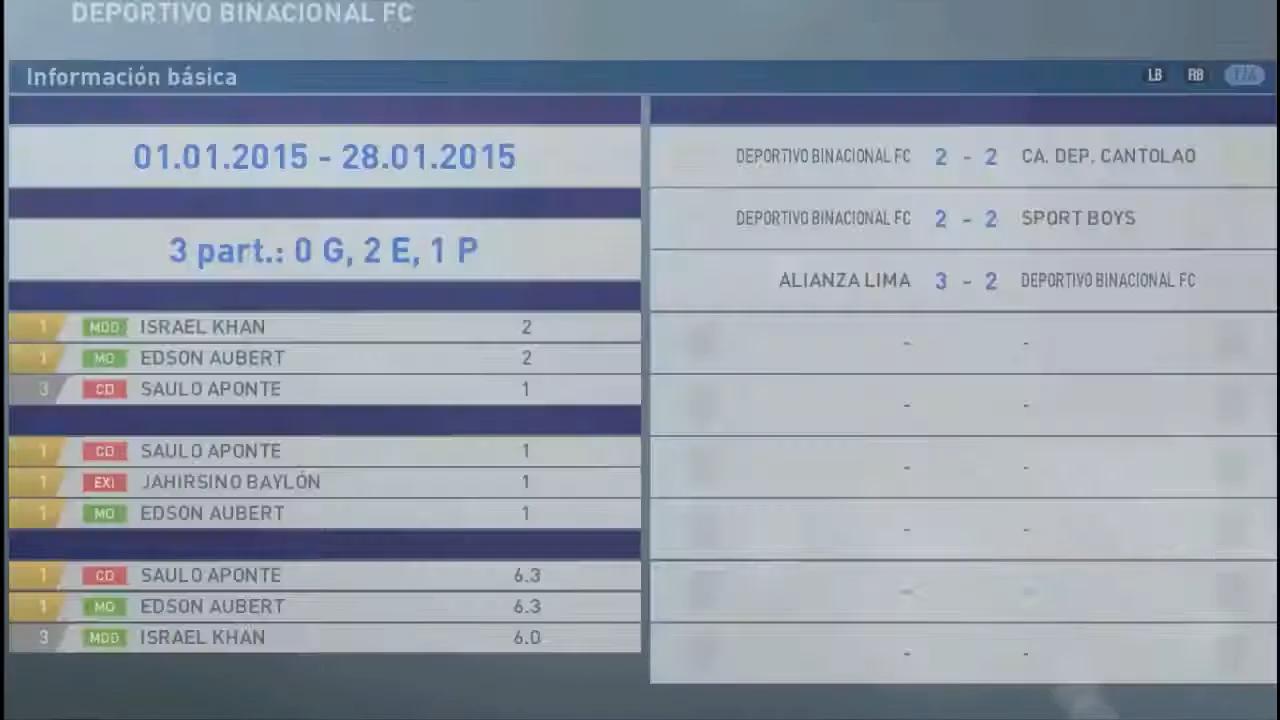 DEPORTIVO BINACIONAL FC
Información básica
LB RB
01.01.2015 - 28.01.2015
3 part.: 0 G, 2 E, 1 P
1 MDD ISRAEL KHAN 2
1 MO EDSON AUBERT 2
3 CD SAULO APONTE 1
1 CD SAULO APONTE 1
1 EXI JAHIRSINO BAYLÓN 1
1 MO EDSON AUBERT 1
1 CD SAULO APONTE 6.3
1 MO EDSON AUBERT 6.3
3 MDD ISRAEL KHAN 6.0
DEPORTIVO BINACIONAL FC 2 - 2 CA. DEP. CANTOLAO
DEPORTIVO BINACIONAL FC 2 - 2 SPORT BOYS
ALIANZA LIMA 3 - 2 DEPORTIVO BINACIONAL FC
- -
- -
- -
- -
- -
- -